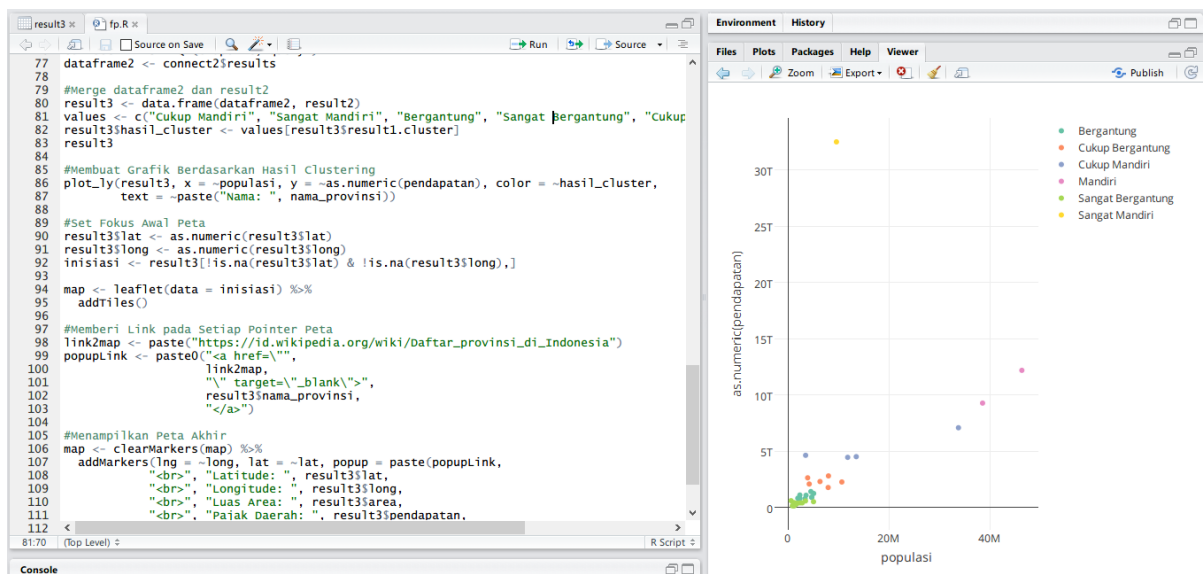 result3 ×
fp.R ×
Source on Save
Run
Source
77 dataframe2 <- connect2$results
78
79 #Merge dataframe2 dan result2
80 result3 <- data.frame(dataframe2, result2)
81 values <- c("Cukup Mandiri", "Sangat Mandiri", "Bergantung", "Sangat Bergantung", "Cukup
82 result3$hasil_cluster <- values[result3$result1.cluster]
83 result3
84
85 #Membuat Grafik Berdasarkan Hasil Clustering
86 plot_ly(result3, x = ~populasi, y = ~as.numeric(pendapatan), color = ~hasil_cluster,
87 text = ~paste("Nama: ", nama_provinsi))
88
89 #Set Fokus Awal Peta
90 result3$lat <- as.numeric(result3$lat)
91 result3$long <- as.numeric(result3$long)
92 inisiasi <- result3[!is.na(result3$lat) & !is.na(result3$long),]
93
94 map <- leaflet(data = inisiasi) %>%
95 addTiles()
96
97 #Memberi Link pada Setiap Pointer Peta
98 link2map <- paste("https://id.wikipedia.org/wiki/Daftar_provinsi_di_Indonesia")
99 popupLink <- paste0("<a href=\"",
100 link2map,
101 "\" target=\"_blank\">",
102 result3$nama_provinsi,
103 "</a>")
104
105 #Menampilkan Peta Akhir
106 map <- clearMarkers(map) %>%
107 addMarkers(lng = ~long, lat = ~lat, popup = paste(popupLink,
108 "<br>", "Latitude: ", result3$lat,
109 "<br>", "Longitude: ", result3$long,
110 "<br>", "Luas Area: ", result3$area,
111 "<br>", "Pajak Daerah: ", result3$pendapatan,
112
81:70 (Top Level) R Script
Console
Environment History
Files Plots Packages Help Viewer
Zoom Export Publish
30T
25T
20T
15T
10T
5T
0
as.numeric(pendapatan)
0 20M 40M
populasi
Bergantung
Cukup Bergantung
Cukup Mandiri
Mandiri
Sangat Bergantung
Sangat Mandiri